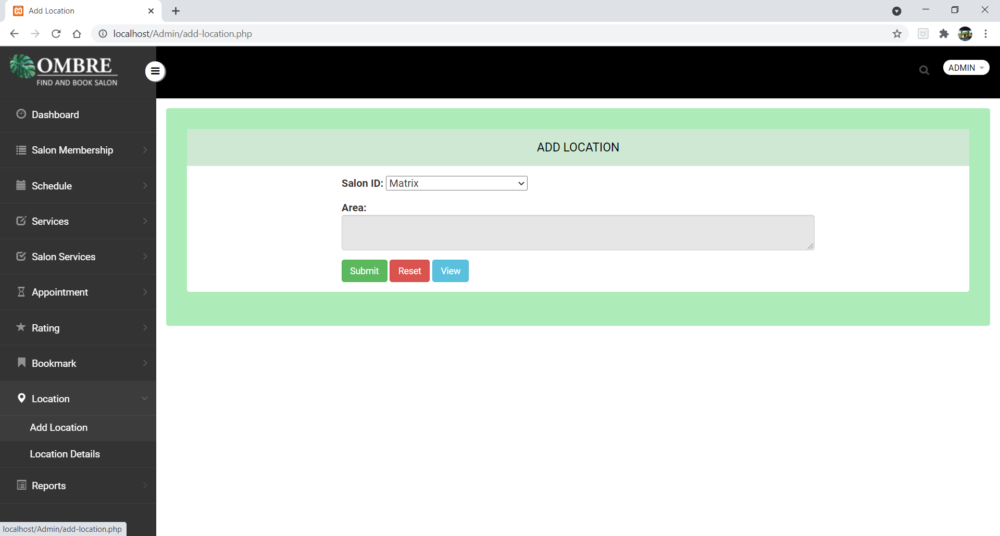 Add Location
localhost/Admin/add-location.php
OMBRE
FIND AND BOOK SALON
ADMIN
Dashboard
Salon Membership
Schedule
Services
Salon Services
Appointment
Rating
Bookmark
Location
Add Location
Location Details
Reports
ADD LOCATION
Salon ID: Matrix
Area:
Submit Reset View
localhost/Admin/add-location.php